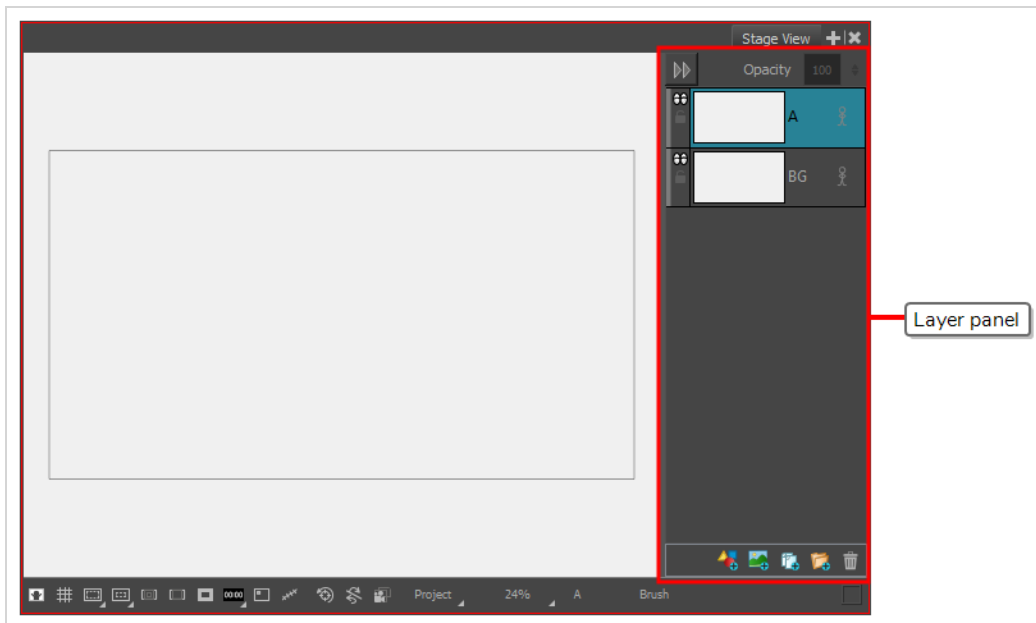 Stage View
Opacity 100
A
BG
Layer panel
00:00
Project 24% A Brush